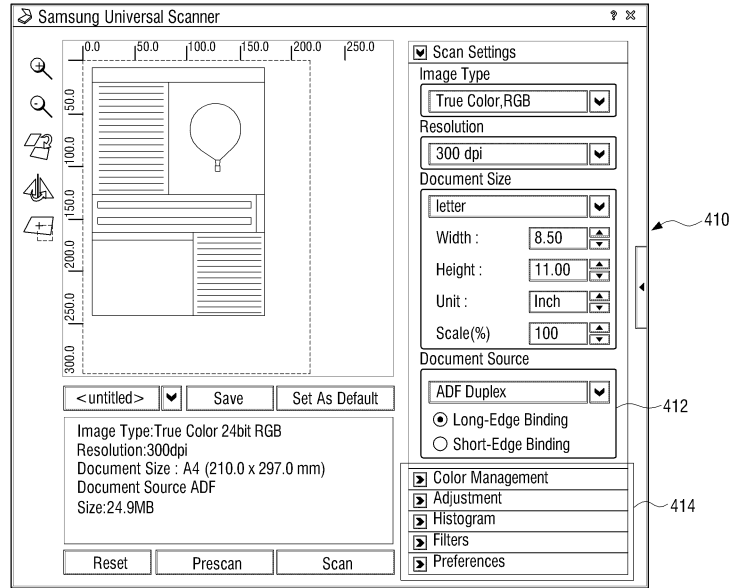 Samsung Universal Scanner
? ×
0.0 50.0 100.0 150.0 200.0 250.0
50.0
100.0
150.0
200.0
250.0
300.0
<untitled> Save Set As Default
Image Type:True Color 24bit RGB
Resolution:300dpi
Document Size : A4 (210.0 x 297.0 mm)
Document Source ADF
Size:24.9MB
Reset Prescan Scan
Scan Settings
Image Type
True Color,RGB
Resolution
300 dpi
Document Size
letter
Width : 8.50
Height : 11.00
Unit : Inch
Scale(%) 100
Document Source
ADF Duplex
Long-Edge Binding
Short-Edge Binding
Color Management
Adjustment
Histogram
Filters
Preferences
410
412
414